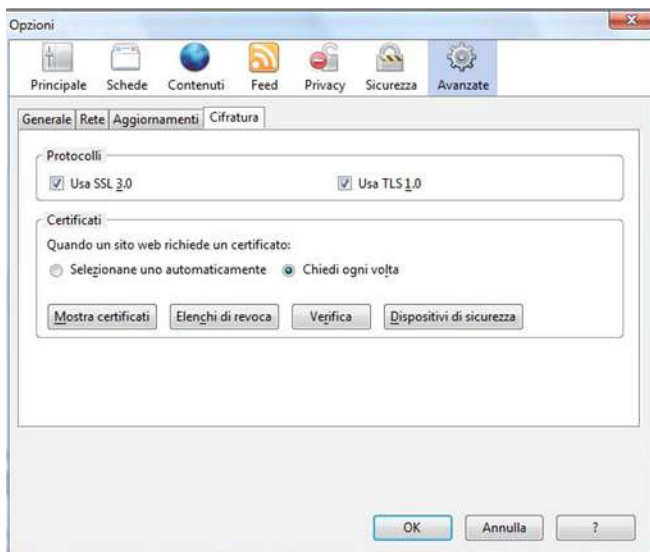 Opzioni
Principale Schede Contenuti Feed Privacy Sicurezza Avanzate
Generale Rete Aggiornamenti Cifratura
Protocolli
Usa SSL 3.0 Usa TLS 1.0
Certificati
Quando un sito web richiede un certificato:
Selezionane uno automaticamente Chiedi ogni volta
Mostra certificati Elenchi di revoca Verifica Dispositivi di sicurezza
OK Annulla ?